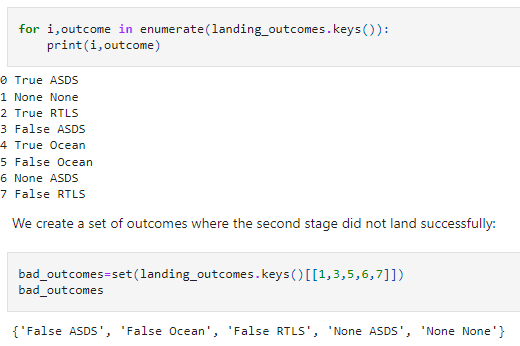 for i,outcome in enumerate(landing_outcomes.keys()):
    print(i,outcome)
0 True ASDS
1 None None
2 True RTLS
3 False ASDS
4 True Ocean
5 False Ocean
6 None ASDS
7 False RTLS
We create a set of outcomes where the second stage did not land successfully:
bad_outcomes=set(landing_outcomes.keys()[[1,3,5,6,7]])
bad_outcomes
{'False ASDS', 'False Ocean', 'False RTLS', 'None ASDS', 'None None'}